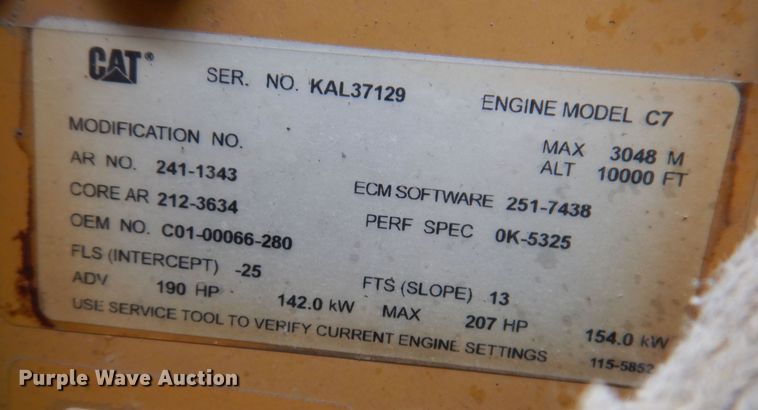 CAT® SER. NO. KAL37129 ENGINE MODEL C7
MODIFICATION NO. MAX 3048 M
AR NO. 241-1343 ALT 10000 FT
CORE AR 212-3634 ECM SOFTWARE 251-7438
OEM NO. C01-00066-280 PERF SPEC 0K-5325
FLS (INTERCEPT) -25 FTS (SLOPE) 13
ADV 190 HP 142.0 kW MAX 207 HP 154.0 kW
USE SERVICE TOOL TO VERIFY CURRENT ENGINE SETTINGS 115-5852
Purple Wave Auction